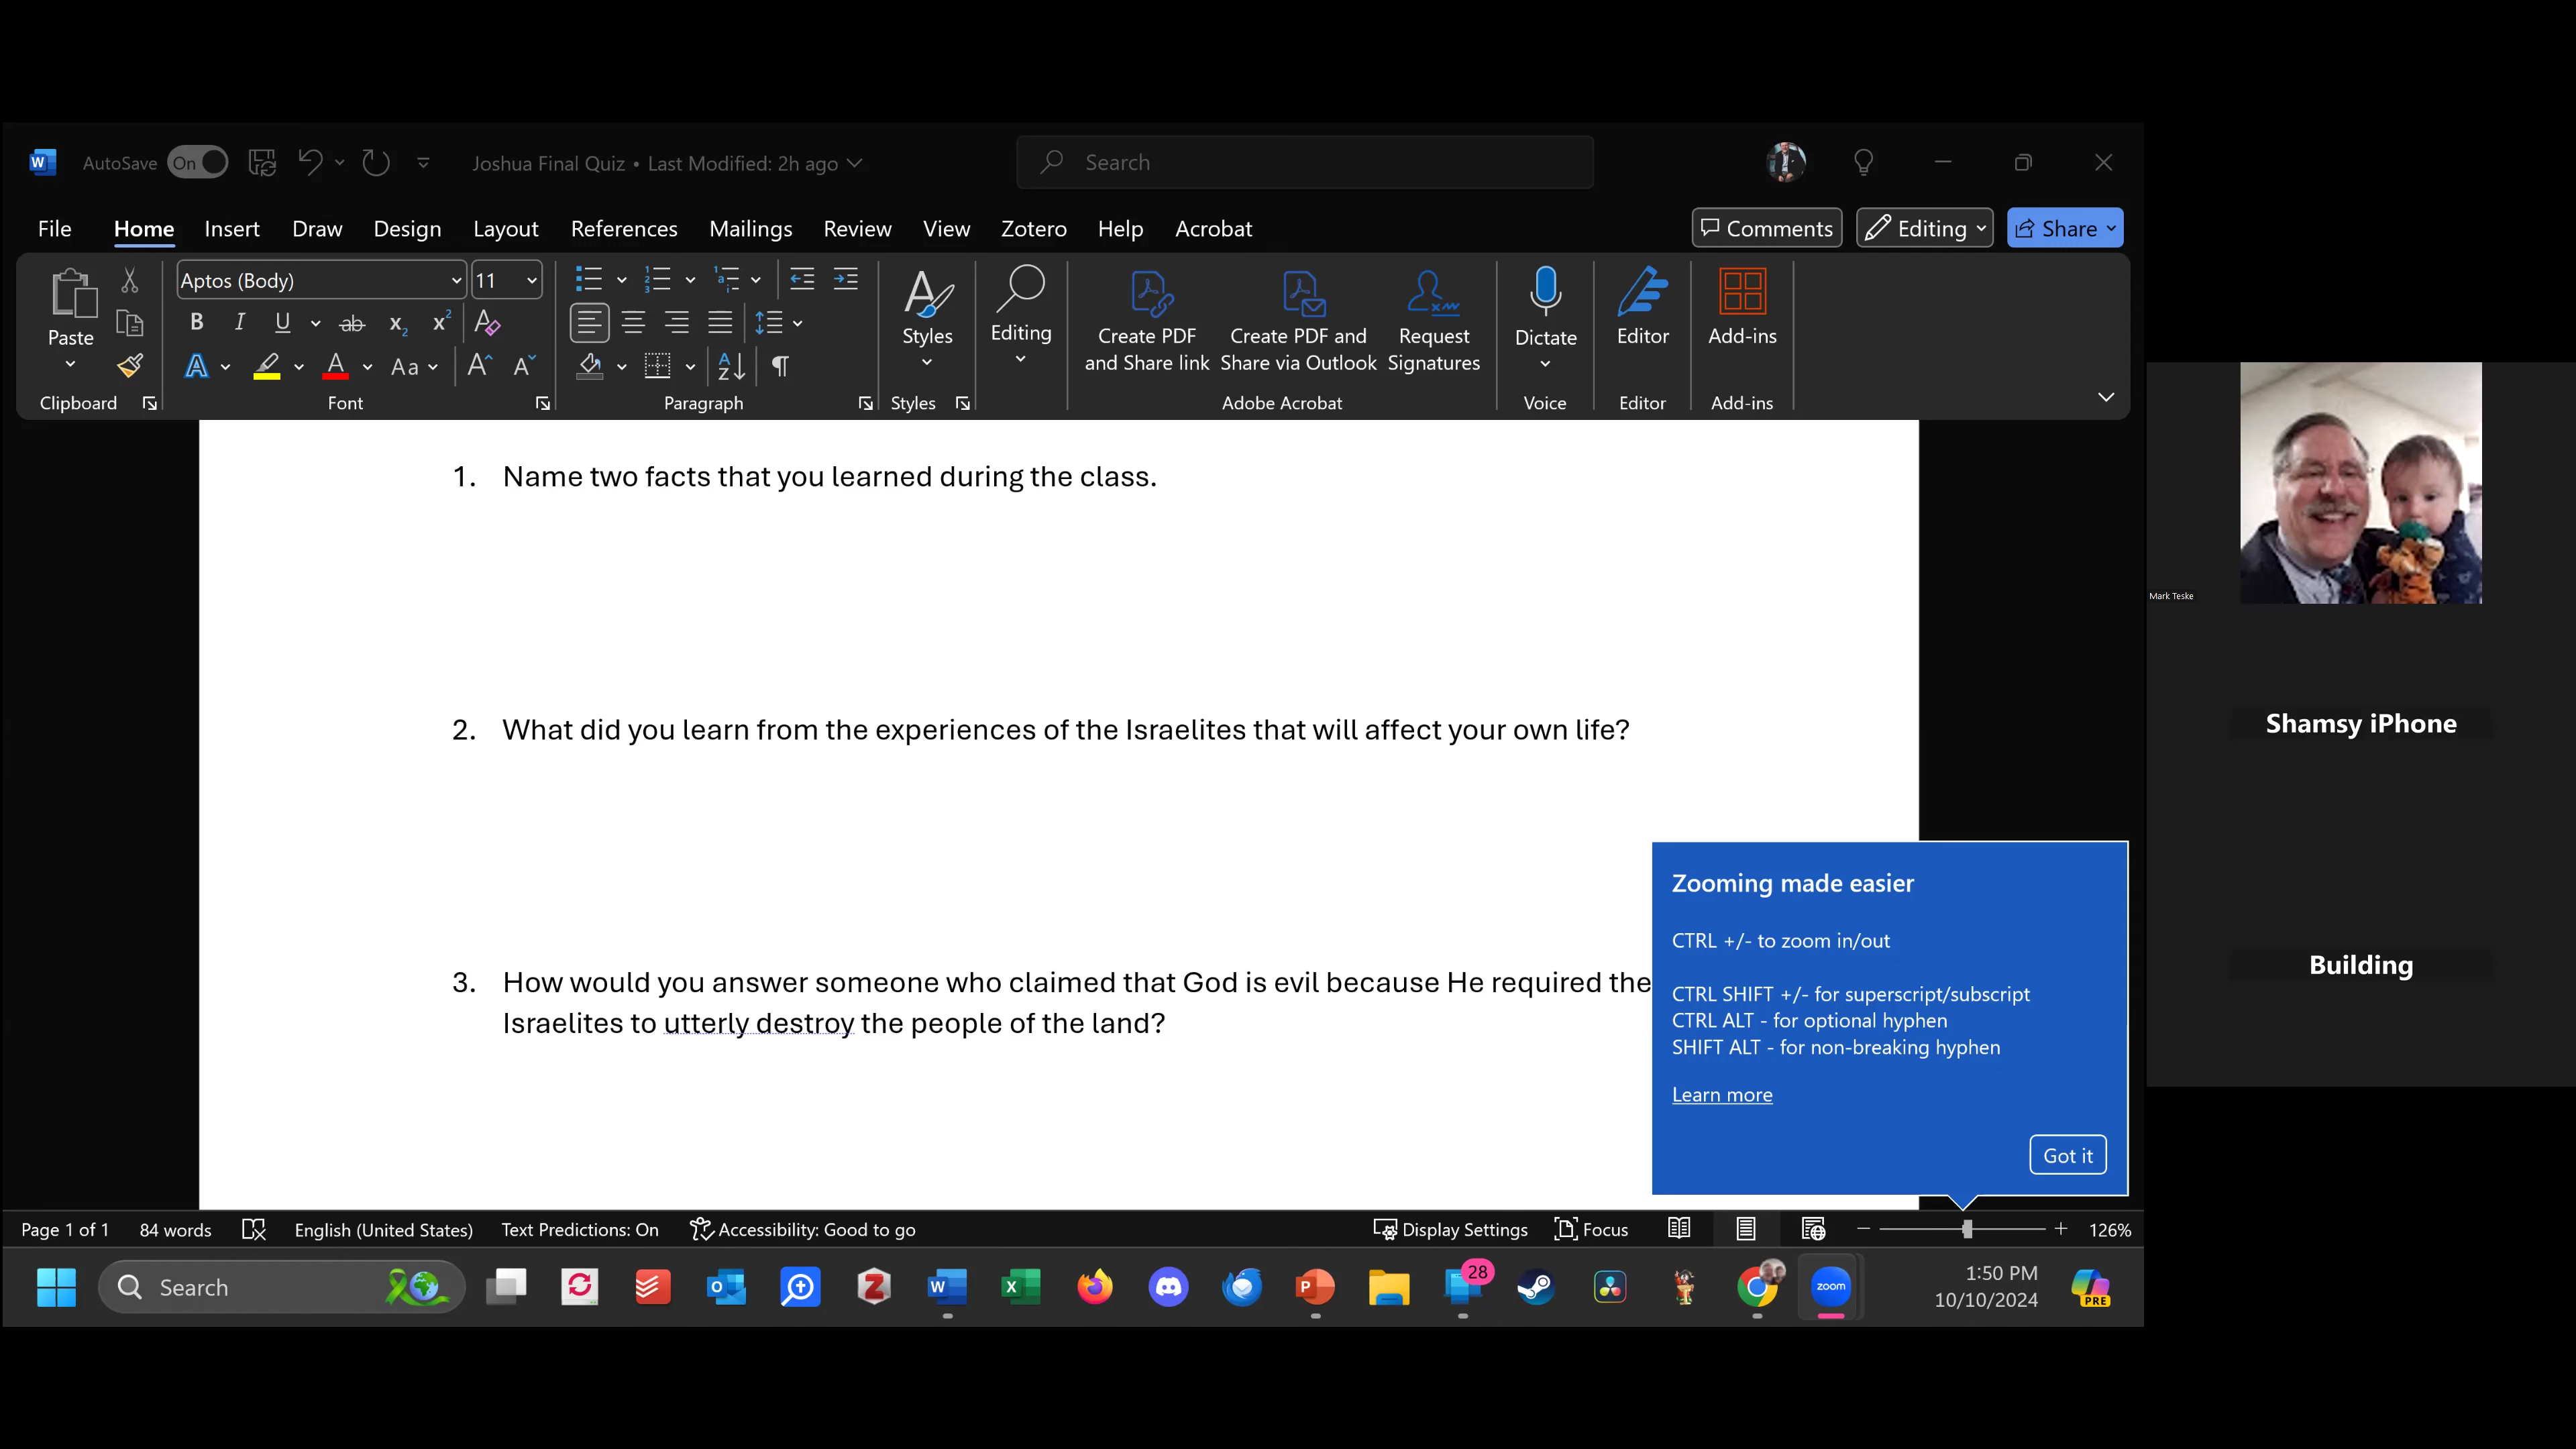 AutoSave On Joshua Final Quiz • Last Modified: 2h ago Search
File Home Insert Draw Design Layout References Mailings Review View Zotero Help Acrobat Comments Editing Share
Aptos (Body) 11
Paste
Clipboard
B I U ab x₂ x² A
A A Aa A A
Font
Paragraph
Styles
Styles
Editing
Create PDF
and Share link
Create PDF and
Share via Outlook
Request
Signatures
Adobe Acrobat
Dictate
Voice
Editor
Editor
Add-ins
Add-ins
1. Name two facts that you learned during the class.
2. What did you learn from the experiences of the Israelites that will affect your own life?
3. How would you answer someone who claimed that God is evil because He required the
Israelites to utterly destroy the people of the land?
Zooming made easier
CTRL +/- to zoom in/out
CTRL SHIFT +/- for superscript/subscript
CTRL ALT - for optional hyphen
SHIFT ALT - for non-breaking hyphen
Learn more
Got it
Mark Teske
Shamsy iPhone
Building
Page 1 of 1 84 words English (United States) Text Predictions: On Accessibility: Good to go Display Settings Focus 126%
Search
28
zoom
1:50 PM
10/10/2024
PRE